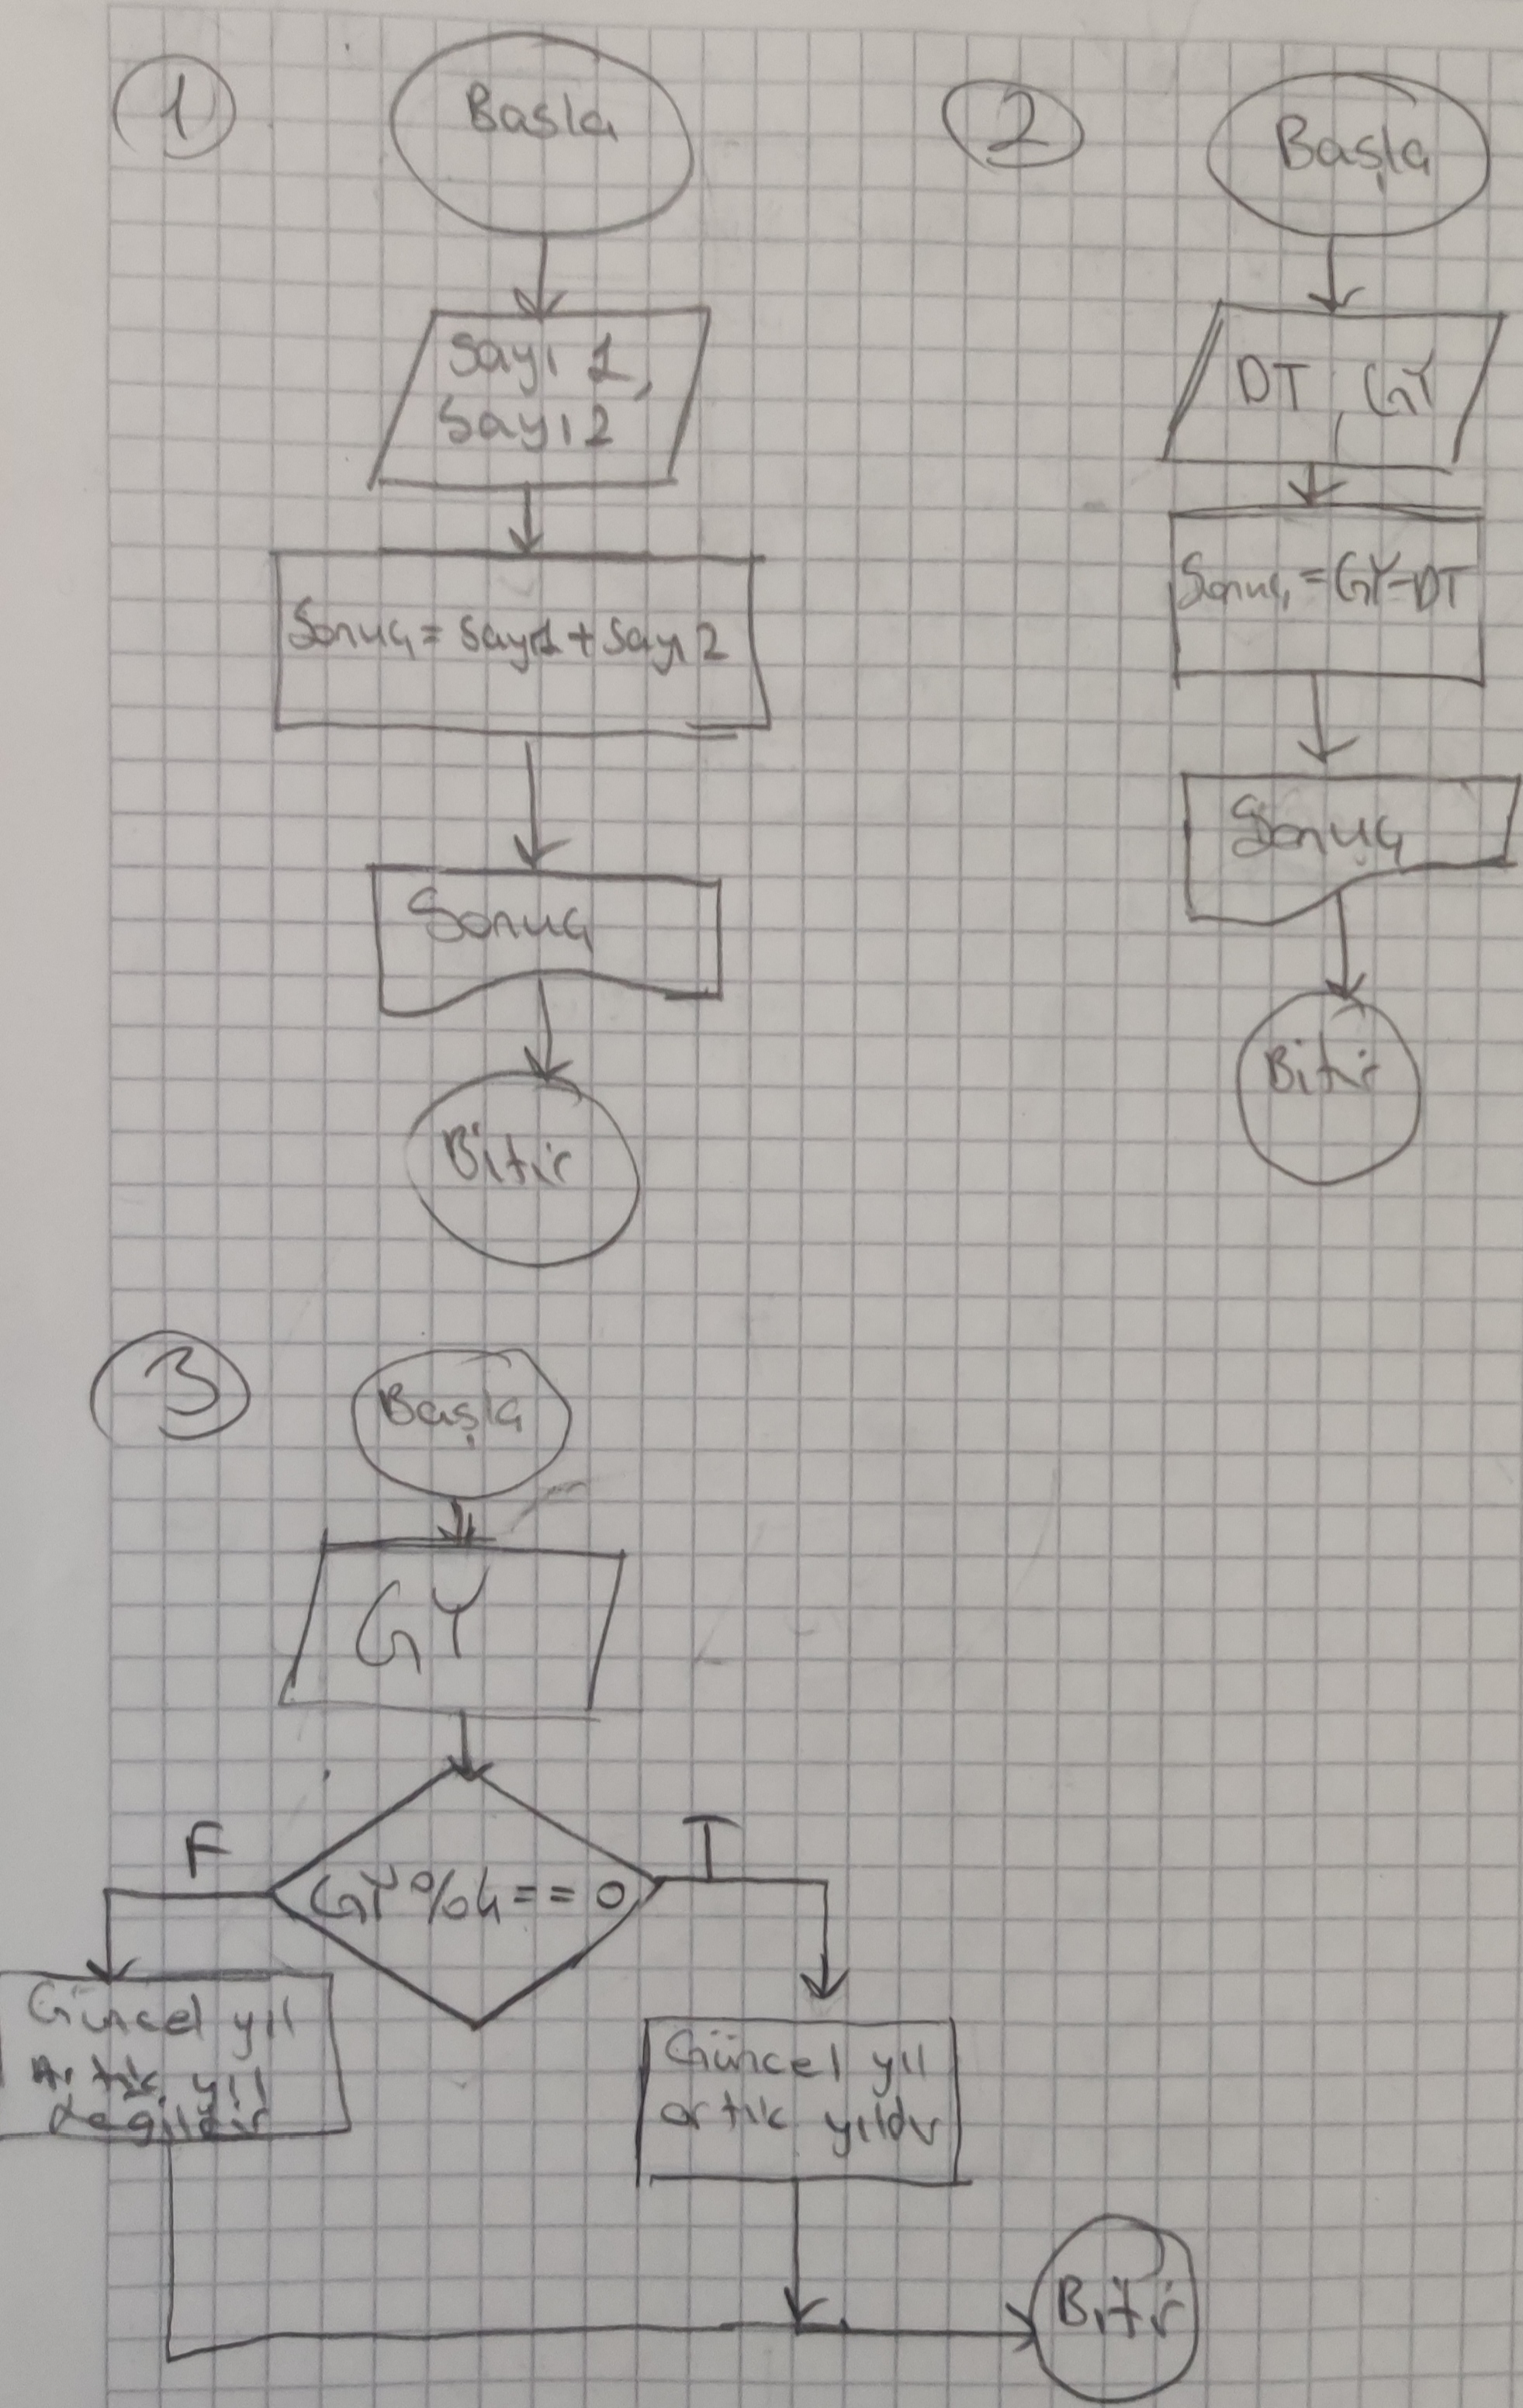 1
Basla
Sayı 1,
Sayı 2
Sonuç = Sayı1 + Sayı 2
Sonuç
Bitir
2
Başla
DT, GY
Sonuç = GY-DT
Sonuç
Bitir
3
Başla
GY
GY%4 == 0
F
T
Güncel yıl
Artık yıl
değildir
Güncel yıl
artık yıldır
Bitir